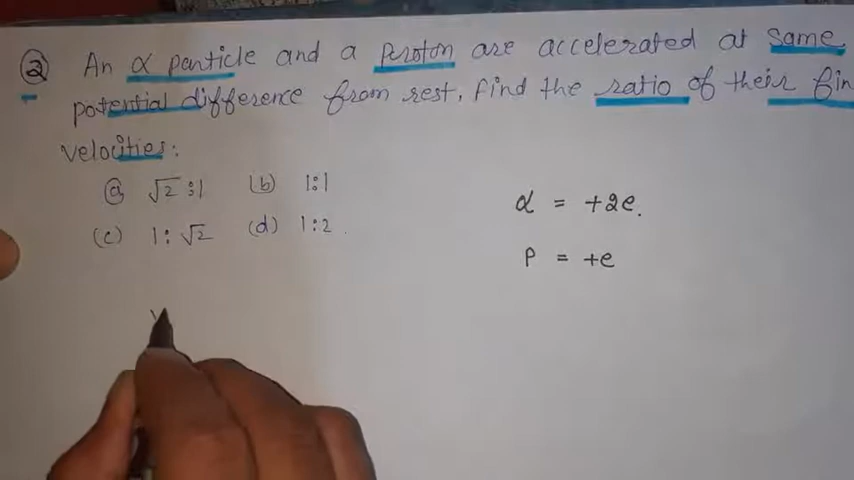 ② An α particle and a proton are accelerated at same
potential difference from rest, find the ratio of their fin
velocities:
ⓐ √2 : 1 (b) 1:1
(c) 1 : √2 (d) 1:2.
α = +2e.
P = +e